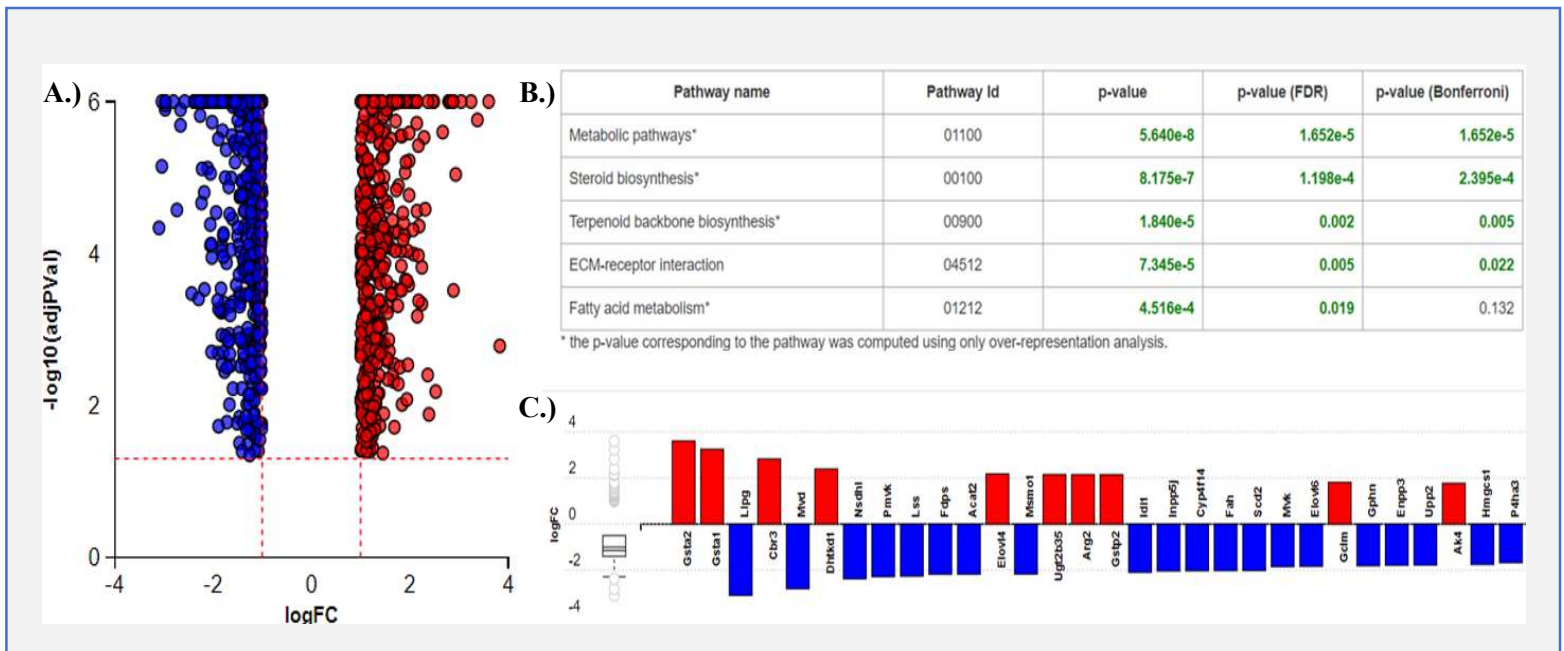 A.)
6
4
2
0
-log10(adjPVal)
-4 -2 0 2 4
logFC
B.)
Pathway name Pathway Id p-value p-value (FDR) p-value (Bonferroni)
Metabolic pathways* 01100 5.640e-8 1.652e-5 1.652e-5
Steroid biosynthesis* 00100 8.175e-7 1.198e-4 2.395e-4
Terpenoid backbone biosynthesis* 00900 1.840e-5 0.002 0.005
ECM-receptor interaction 04512 7.345e-5 0.005 0.022
Fatty acid metabolism* 01212 4.516e-4 0.019 0.132
* the p-value corresponding to the pathway was computed using only over-representation analysis.
C.)
4
2
0
-2
-4
logFC
Gsta2
Gsta1
Lipg
Cbr3
Mvd
Dhtkd1
Nsdhl
Pmvk
Lss
Fdps
Acat2
Elovl4
Msmo1
Ugt2b35
Arg2
Gstp2
Idi1
Inpp5j
Cyp4f14
Fah
Scd2
Mvk
Elovl6
Gclm
Gphn
Enpp3
Upp2
Ak4
Hmgcs1
P4ha3